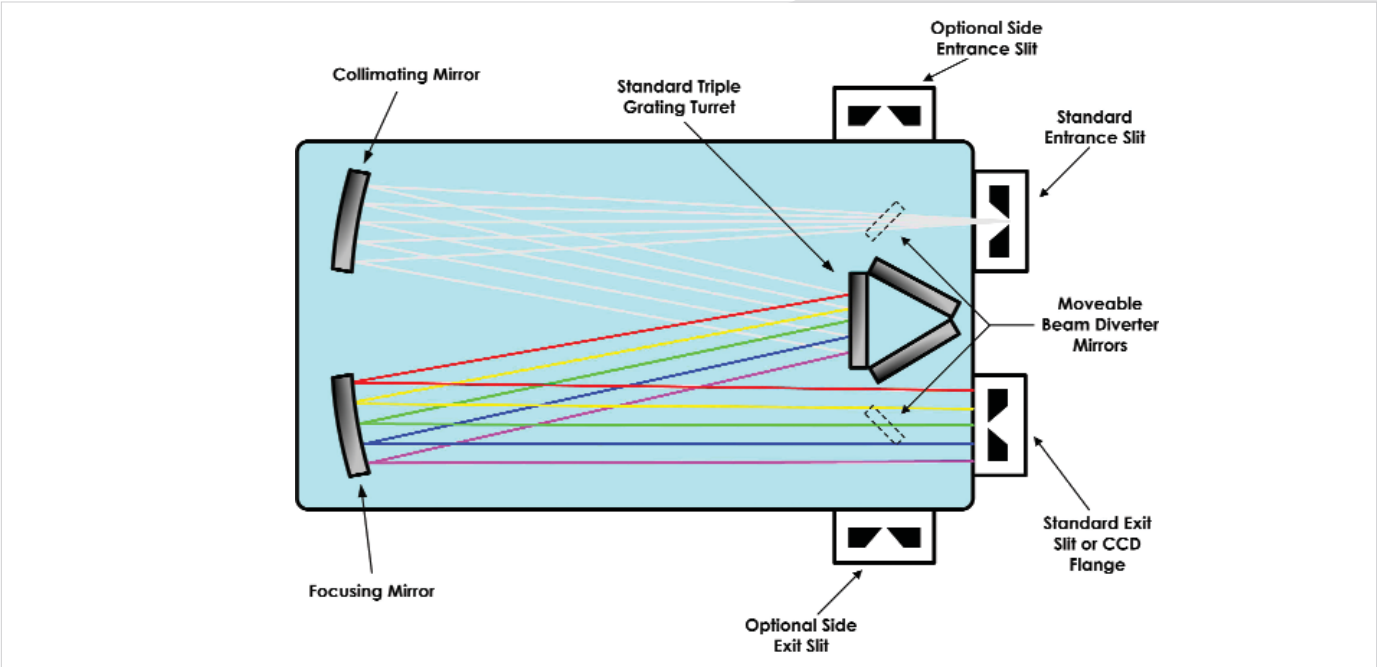 Optional Side
Entrance Slit
Collimating Mirror
Standard Triple
Grating Turret
Standard
Entrance Slit
Moveable
Beam Diverter
Mirrors
Standard Exit
Slit or CCD
Flange
Focusing Mirror
Optional Side
Exit Slit